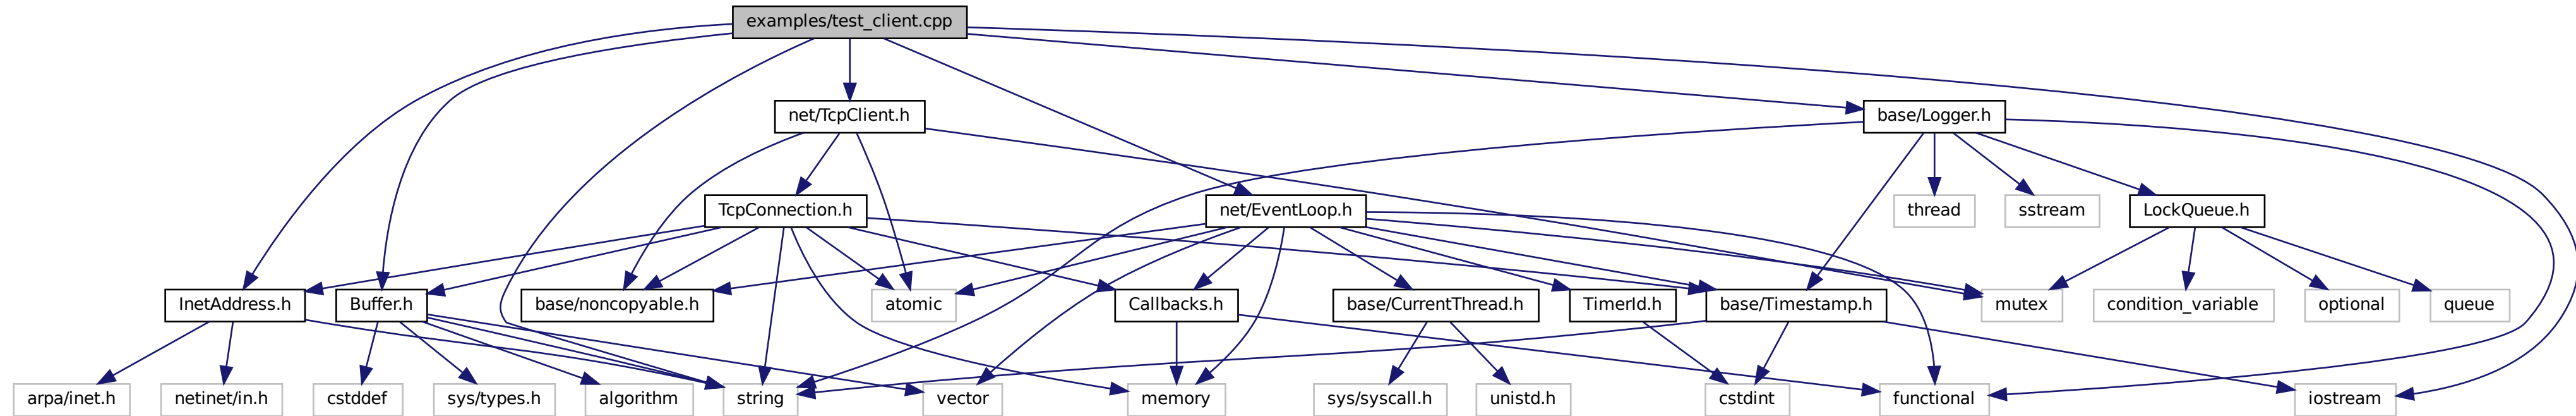 examples/test_client.cpp
net/TcpClient.h
base/Logger.h
TcpConnection.h
net/EventLoop.h
thread
sstream
LockQueue.h
InetAddress.h
Buffer.h
base/noncopyable.h
atomic
Callbacks.h
base/CurrentThread.h
TimerId.h
base/Timestamp.h
mutex
condition_variable
optional
queue
arpa/inet.h
netinet/in.h
cstddef
sys/types.h
algorithm
string
vector
memory
sys/syscall.h
unistd.h
cstdint
functional
iostream